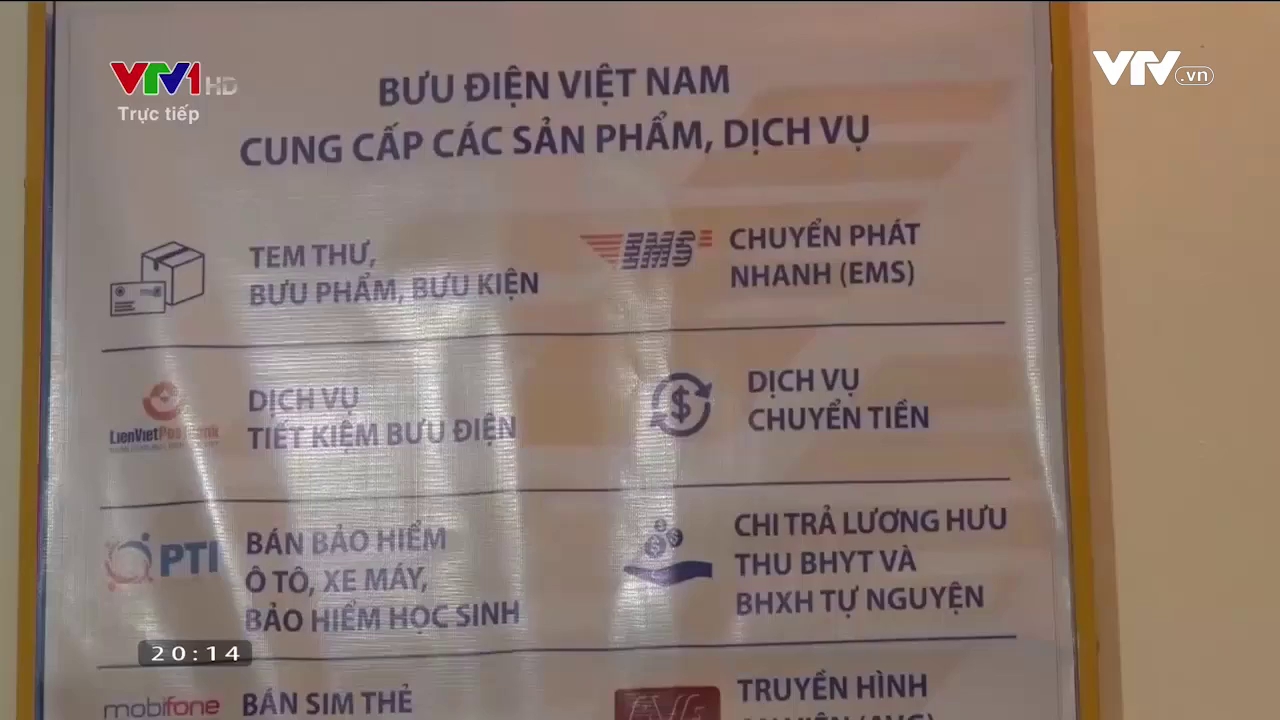 VTV1 HD
Trực tiếp
VTV.vn
BƯU ĐIỆN VIỆT NAM
CUNG CẤP CÁC SẢN PHẨM, DỊCH VỤ
TEM THƯ,
BƯU PHẨM, BƯU KIỆN
EMS
CHUYỂN PHÁT
NHANH (EMS)
LienVietPostBank
DỊCH VỤ
TIẾT KIỆM BƯU ĐIỆN
DỊCH VỤ
CHUYỂN TIỀN
PTI
BÁN BẢO HIỂM
Ô TÔ, XE MÁY,
BẢO HIỂM HỌC SINH
CHI TRẢ LƯƠNG HƯU
THU BHYT VÀ
BHXH TỰ NGUYỆN
20:14
mobifone
BÁN SIM THẺ
TRUYỀN HÌNH